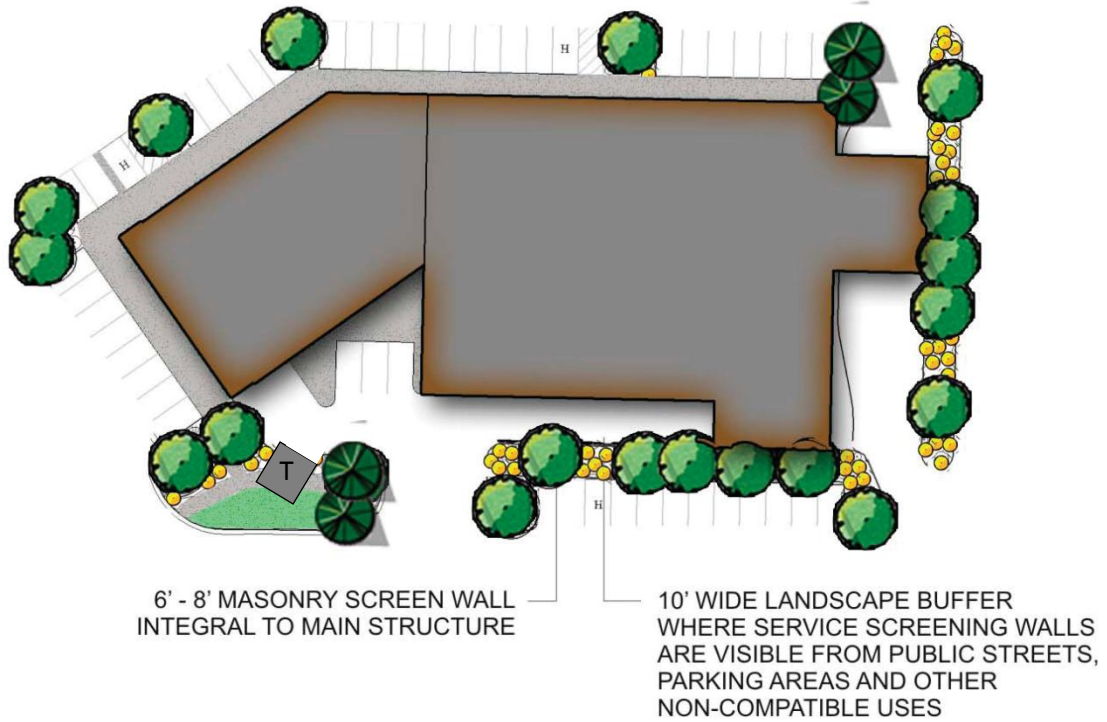 H
H
T
H
6' - 8' MASONRY SCREEN WALL
INTEGRAL TO MAIN STRUCTURE
10' WIDE LANDSCAPE BUFFER
WHERE SERVICE SCREENING WALLS
ARE VISIBLE FROM PUBLIC STREETS,
PARKING AREAS AND OTHER
NON-COMPATIBLE USES